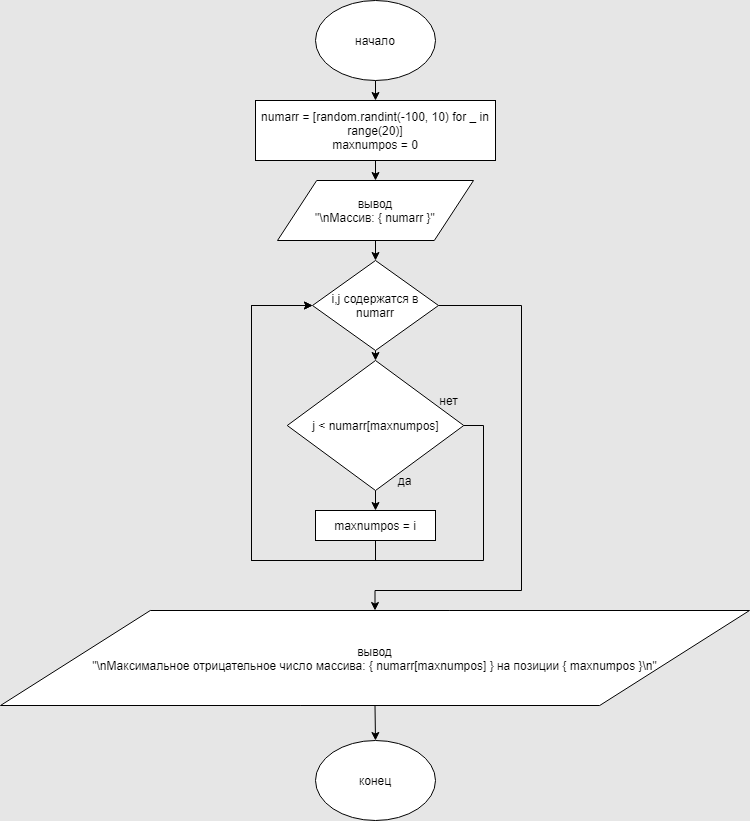 начало
numarr = [random.randint(-100, 10) for _ in
range(20)]
maxnumpos = 0
вывод
"\nМассив: { numarr }"
i,j содержатся в
numarr
нет
j < numarr[maxnumpos]
да
maxnumpos = i
вывод
"\nМаксимальное отрицательное число массива: { numarr[maxnumpos] } на позиции { maxnumpos }\n"
конец